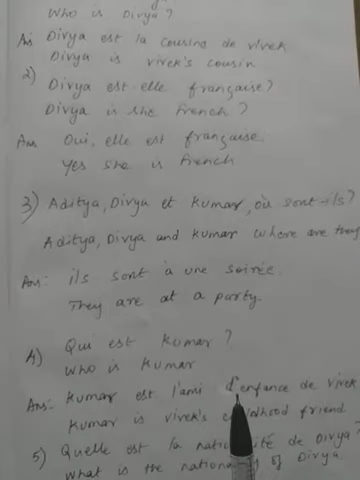 Who is Divya?
Ans Divya est la cousine de vivek
Divya is vivek's cousin
2) Divya est-elle française?
Divya is she French?
Ans Oui, elle est française.
Yes she is French
3) Aditya, Divya et Kumar, où sont-ils?
Aditya, Divya and Kumar where are they
Ans: ils sont à une soirée.
They are at a party.
4) Qui est Kumar?
Who is Kumar
Ans: Kumar est l'ami d'enfance de vivek
Kumar is vivek's friend.
5) Quelle est la de Divya?
What is the of Divya.